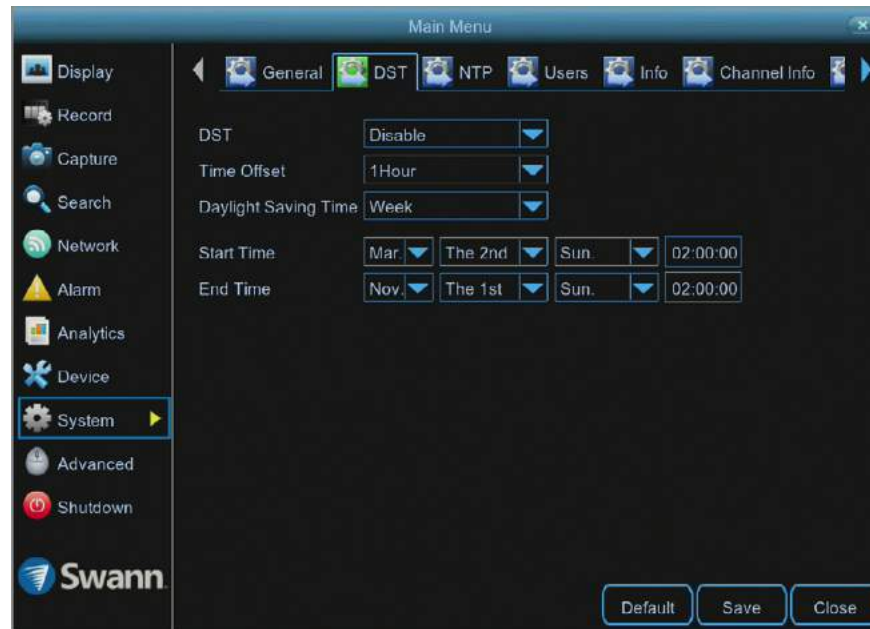 Main Menu
Display
Record
Capture
Search
Network
Alarm
Analytics
Device
System
Advanced
Shutdown
Swann
General DST NTP Users Info Channel Info
DST Disable
Time Offset 1Hour
Daylight Saving Time Week
Start Time Mar. The 2nd Sun. 02:00:00
End Time Nov. The 1st Sun. 02:00:00
Default Save Close